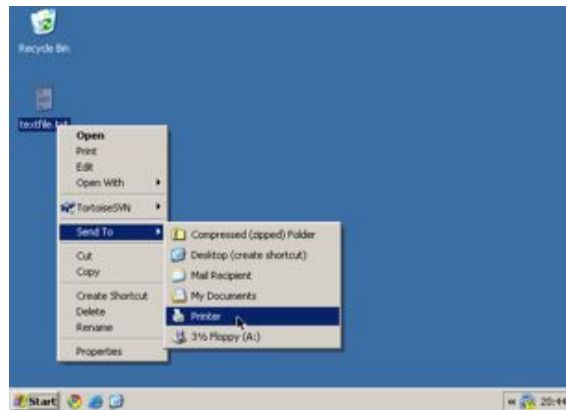 Recycle Bin
textfile.txt
Open
Print
Edit
Open With
TortoiseSVN
Send To
Cut
Copy
Create Shortcut
Delete
Rename
Properties
Compressed (zipped) Folder
Desktop (create shortcut)
Mail Recipient
My Documents
Printer
3½ Floppy (A:)
Start
20:44